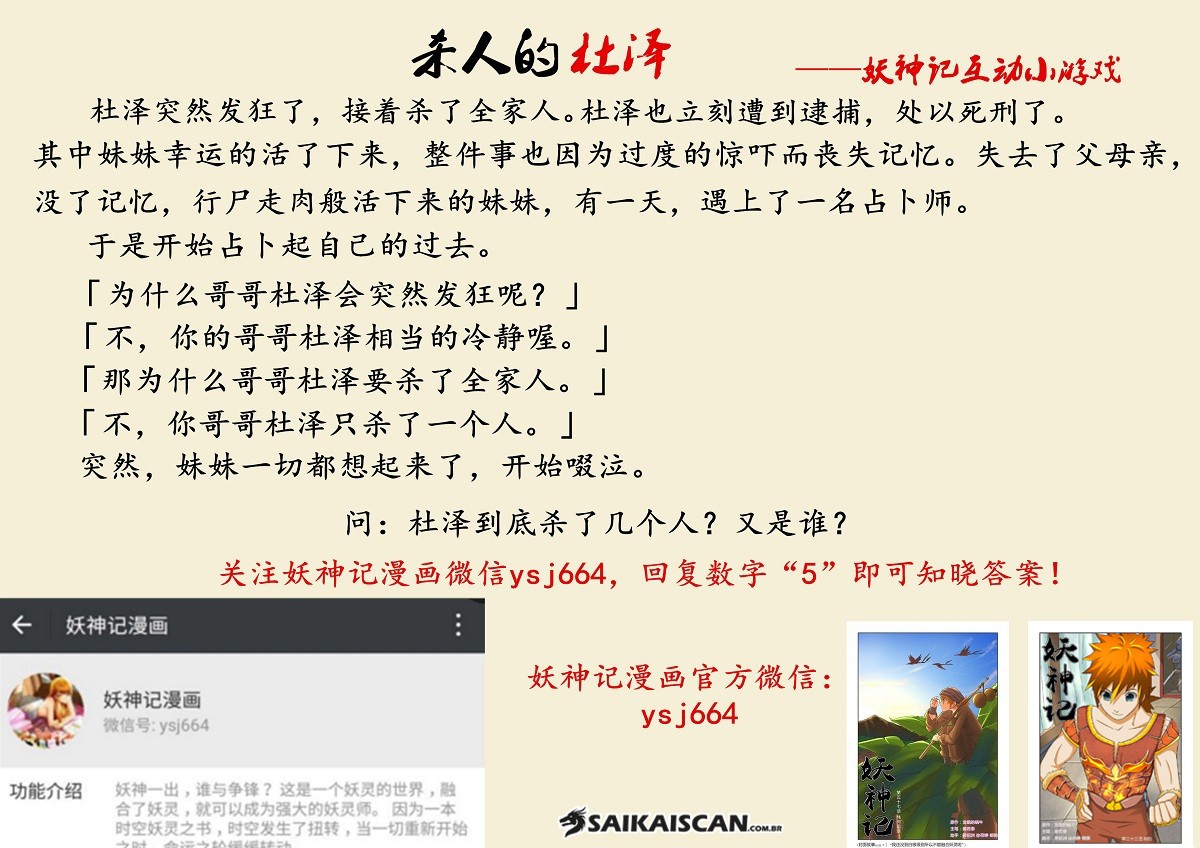 杀人的杜泽
——妖神记互动小游戏
杜泽突然发狂了，接着杀了全家人。杜泽也立刻遭到逮捕，处以死刑了。
其中妹妹幸运的活了下来，整件事也因为过度的惊吓而丧失记忆。失去了父母亲，
没了记忆，行尸走肉般活下来的妹妹，有一天，遇上了一名占卜师。
于是开始占卜起自己的过去。
「为什么哥哥杜泽会突然发狂呢？」
「不，你的哥哥杜泽相当的冷静喔。」
「那为什么哥哥杜泽要杀了全家人。」
「不，你哥哥杜泽只杀了一个人。」
突然，妹妹一切都想起来了，开始啜泣。
问：杜泽到底杀了几个人？又是谁？
关注妖神记漫画微信ysj664，回复数字“5”即可知晓答案！
妖神记漫画
妖神记漫画
微信号: ysj664
功能介绍
妖神一出，谁与争锋？ 这是一个妖灵的世界，融
合了妖灵，就可以成为强大的妖灵师。 因为一本
时空妖灵之书，时空发生了扭转，当一切重新开始
之时，命运之轮缓缓转动
妖神记漫画官方微信：
ysj664
SAIKAISCAN.COM.BR
妖神记
妖神记